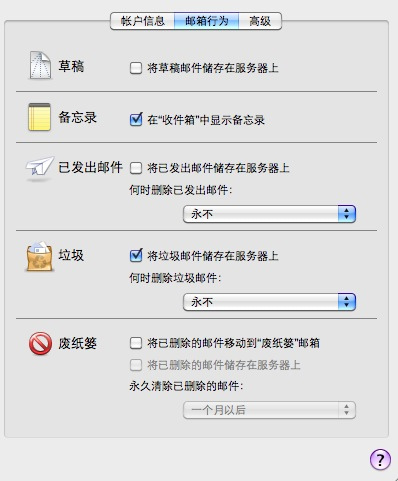 帐户信息 邮箱行为 高级
草稿 将草稿邮件储存在服务器上
备忘录 在“收件箱”中显示备忘录
已发出邮件 将已发出邮件储存在服务器上
何时删除已发出邮件：
永不
垃圾 将垃圾邮件储存在服务器上
何时删除垃圾邮件：
永不
废纸篓 将已删除的邮件移动到“废纸篓”邮箱
将已删除的邮件储存在服务器上
永久清除已删除的邮件：
一个月以后
?